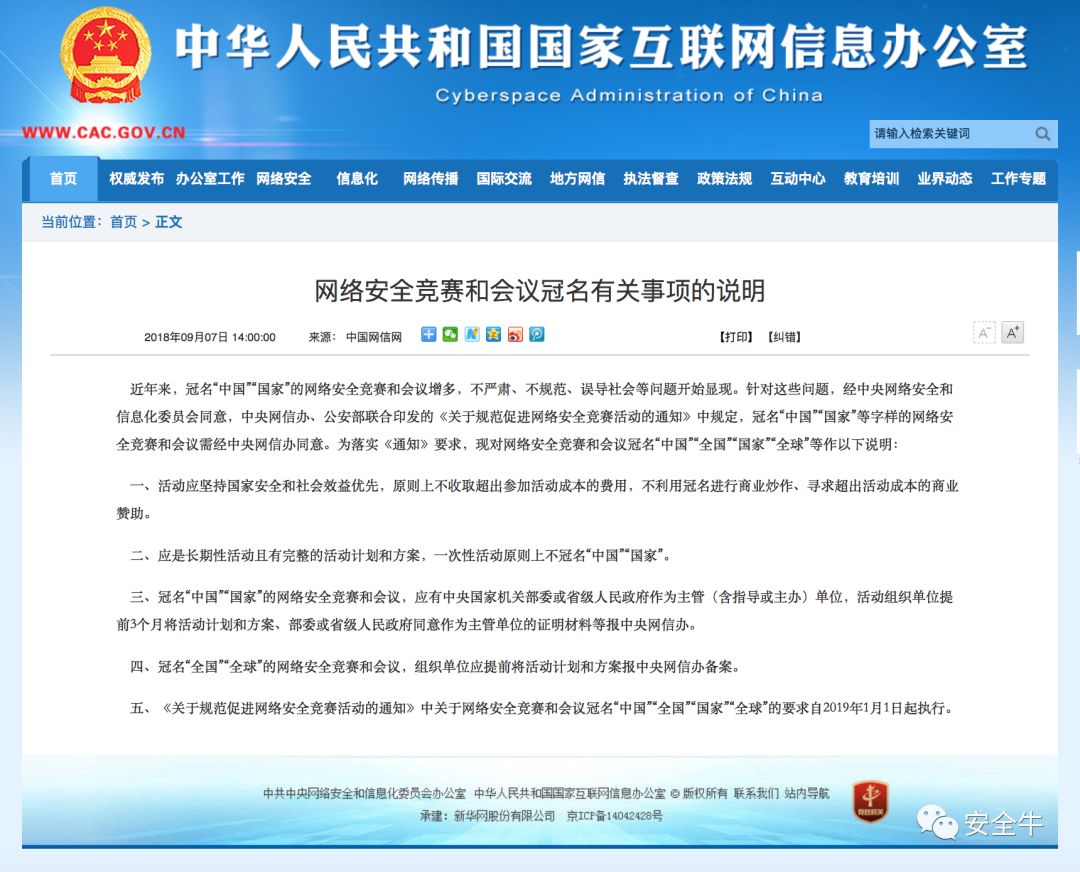 中华人民共和国国家互联网信息办公室
Cyberspace Administration of China
WWW.CAC.GOV.CN
请输入检索关键词
首页 权威发布 办公室工作 网络安全 信息化 网络传播 国际交流 地方网信 执法督查 政策法规 互动中心 教育培训 业界动态 工作专题
当前位置：首页 > 正文
网络安全竞赛和会议冠名有关事项的说明
2018年09月07日 14:00:00 来源： 中国网信网 【打印】 【纠错】 A- A+
近年来，冠名“中国”“国家”的网络安全竞赛和会议增多，不严肃、不规范、误导社会等问题开始显现。针对这些问题，经中央网络安全和
信息化委员会同意，中央网信办、公安部联合印发的《关于规范促进网络安全竞赛活动的通知》中规定，冠名“中国”“国家”等字样的网络安
全竞赛和会议需经中央网信办同意。为落实《通知》要求，现对网络安全竞赛和会议冠名“中国”“全国”“国家”“全球”等作以下说明：
一、活动应坚持国家安全和社会效益优先，原则上不收取超出参加活动成本的费用，不利用冠名进行商业炒作、寻求超出活动成本的商业
赞助。
二、应是长期性活动且有完整的活动计划和方案，一次性活动原则上不冠名“中国”“国家”。
三、冠名“中国”“国家”的网络安全竞赛和会议，应有中央国家机关部委或省级人民政府作为主管（含指导或主办）单位，活动组织单位提
前3个月将活动计划和方案、部委或省级人民政府同意作为主管单位的证明材料等报中央网信办。
四、冠名“全国”“全球”的网络安全竞赛和会议，组织单位应提前将活动计划和方案报中央网信办备案。
五、《关于规范促进网络安全竞赛活动的通知》中关于网络安全竞赛和会议冠名“中国”“全国”“国家”“全球”的要求自2019年1月1日起执行。
中共中央网络安全和信息化委员会办公室 中华人民共和国国家互联网信息办公室 © 版权所有 联系我们 站内导航
承建：新华网股份有限公司 京ICP备14042428号
党政机关
安全牛